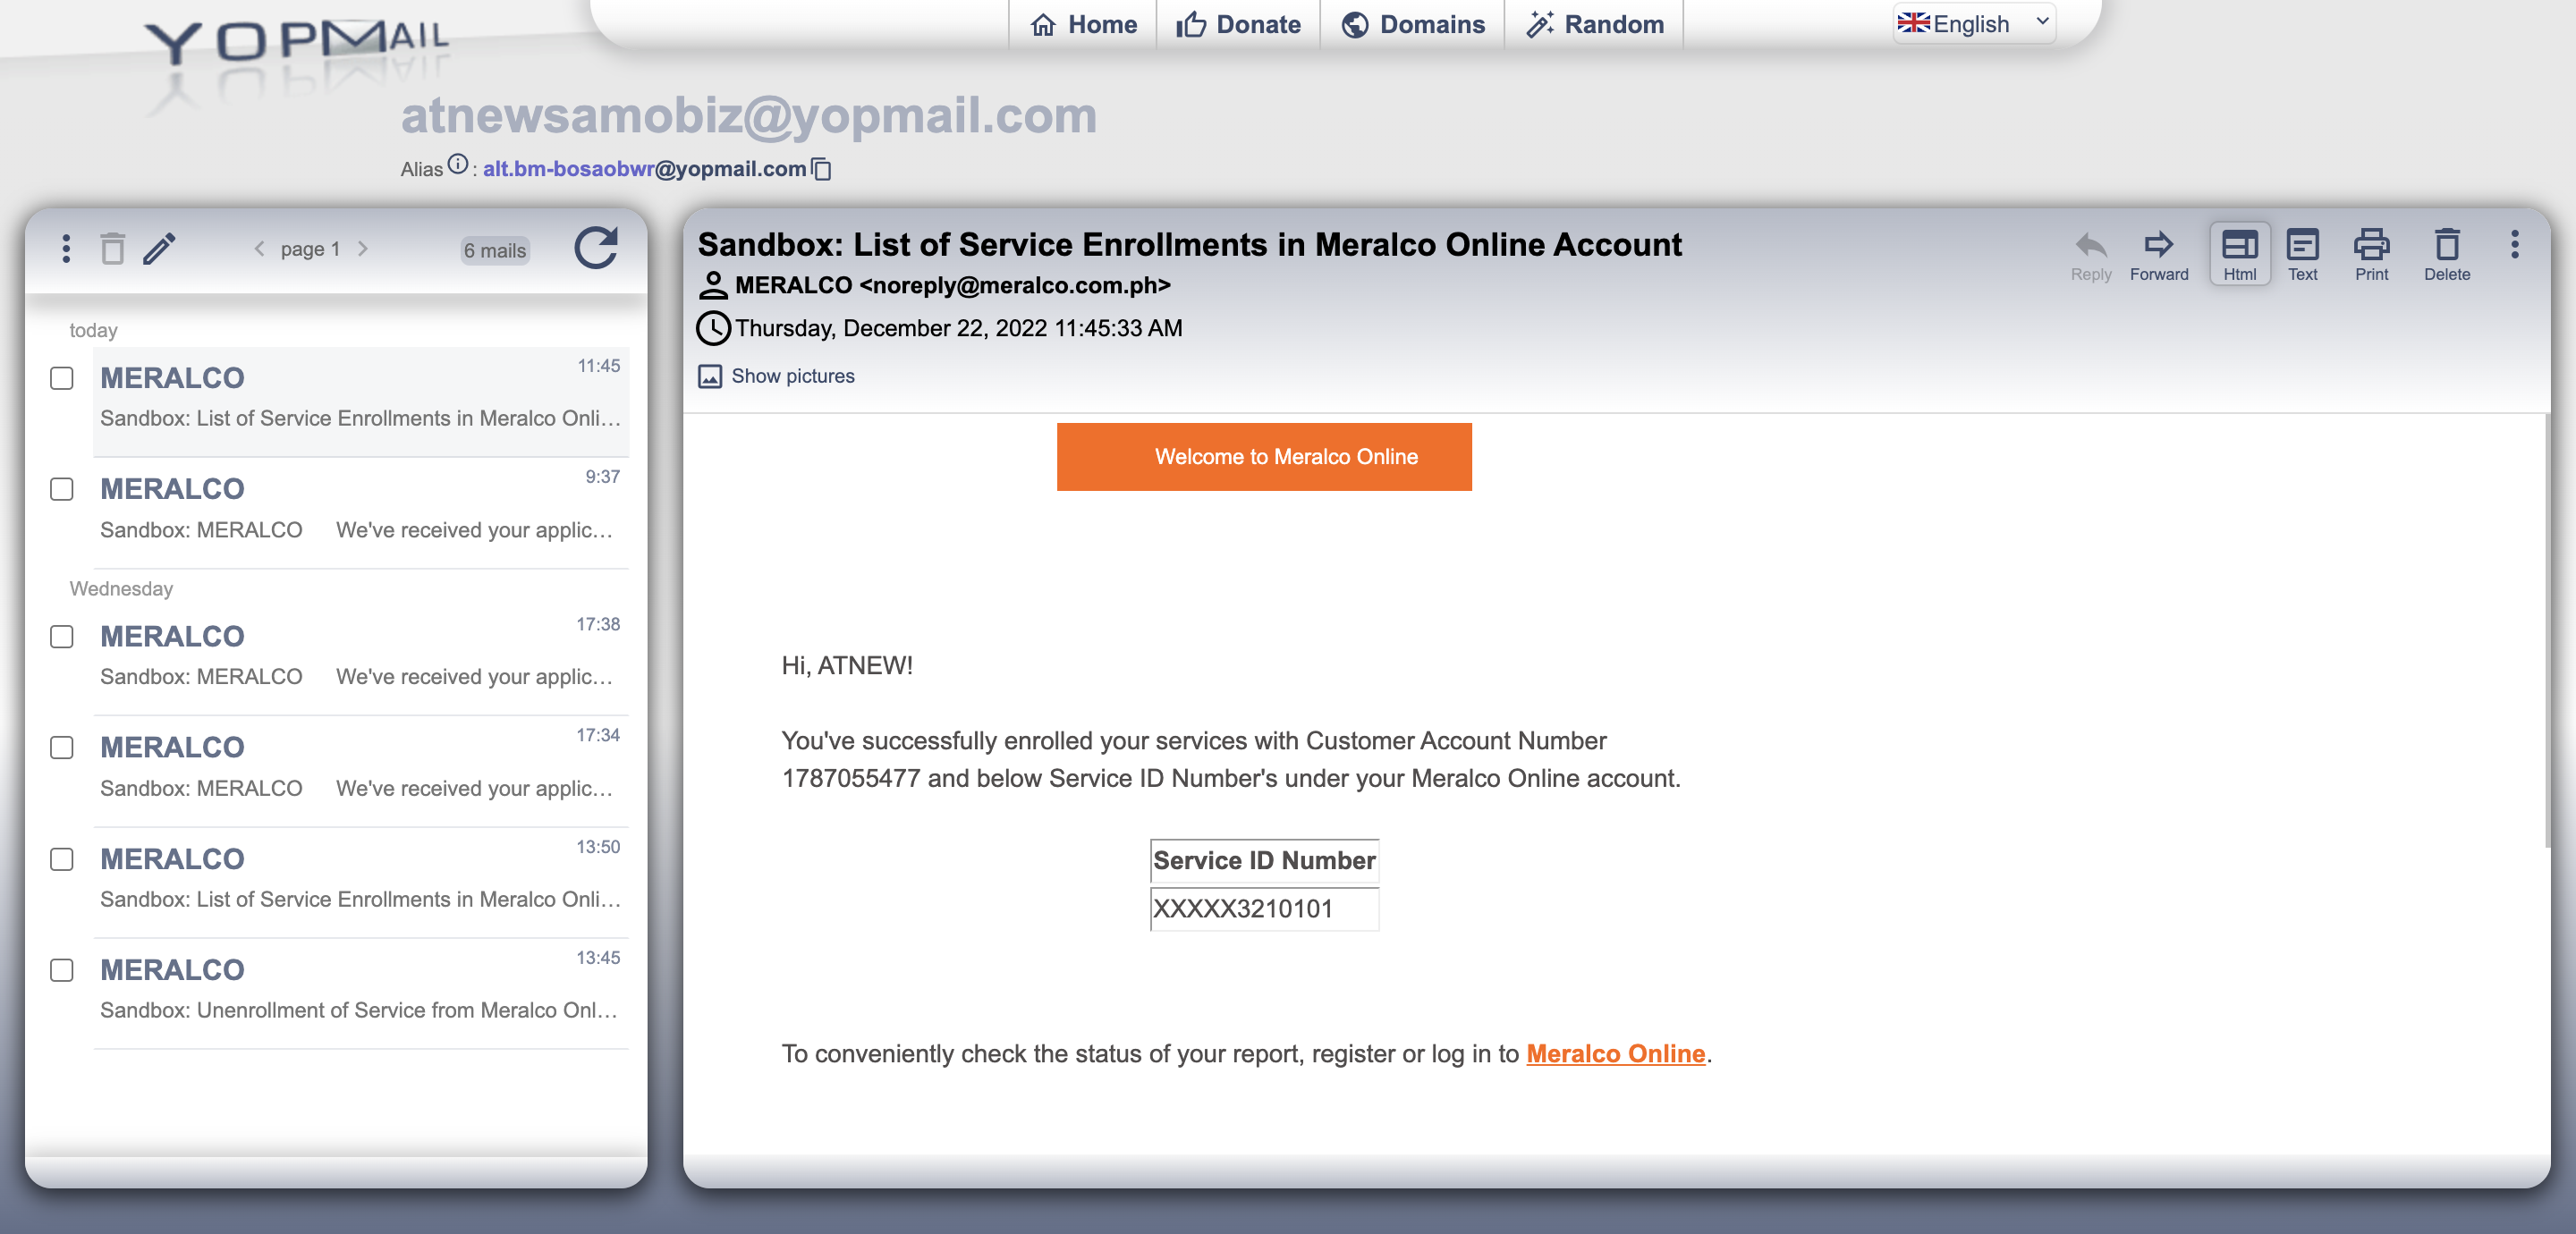 YOPMAIL
Home
Donate
Domains
Random
English
atnewsamobiz@yopmail.com
Alias : alt.bm-bosaobwr@yopmail.com
page 1
6 mails
today
MERALCO
11:45
Sandbox: List of Service Enrollments in Meralco Onli…
MERALCO
9:37
Sandbox: MERALCO We've received your applic…
Wednesday
MERALCO
17:38
Sandbox: MERALCO We've received your applic…
MERALCO
17:34
Sandbox: MERALCO We've received your applic…
MERALCO
13:50
Sandbox: List of Service Enrollments in Meralco Onli…
MERALCO
13:45
Sandbox: Unenrollment of Service from Meralco Onl…
Sandbox: List of Service Enrollments in Meralco Online Account
MERALCO <noreply@meralco.com.ph>
Thursday, December 22, 2022 11:45:33 AM
Show pictures
Reply
Forward
Html
Text
Print
Delete
Welcome to Meralco Online
Hi, ATNEW!
You've successfully enrolled your services with Customer Account Number
1787055477 and below Service ID Number's under your Meralco Online account.
Service ID Number
XXXXX3210101
To conveniently check the status of your report, register or log in to Meralco Online.